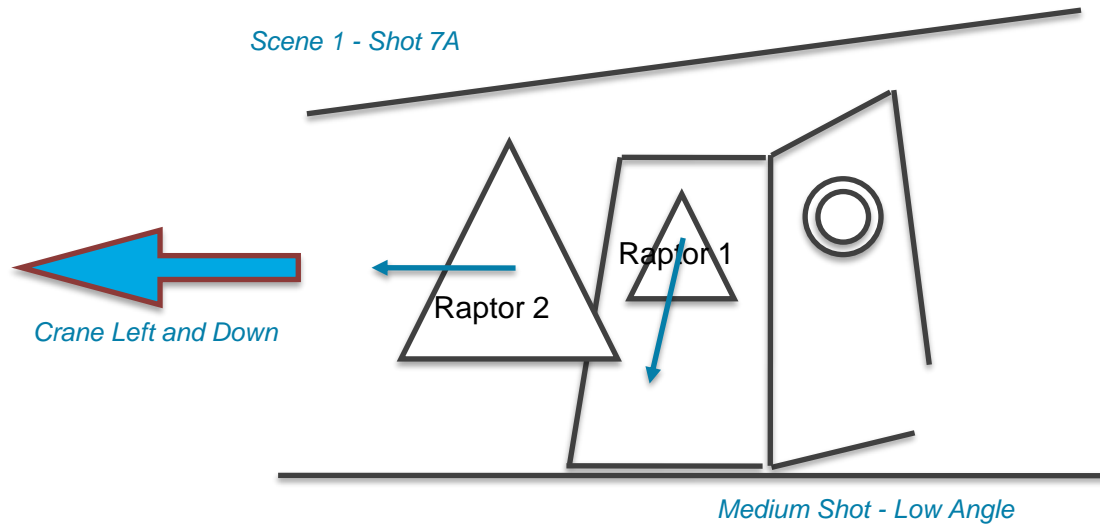 Scene 1 - Shot 7A
Raptor 1
Raptor 2
Crane Left and Down
Medium Shot - Low Angle